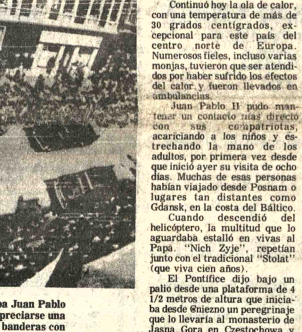 Continuó hoy la ola de calor,
con una temperatura de más de
30 grados centígrados, ex-
cepcional para este país del
centro norte de Europa.
Numerosos fieles, incluso varias
monjas, tuvieron que ser atendi-
dos por haber sufrido los efectos
del calor y fueron llevados en
ambulancias.
Juan Pablo II pudo man-
tener un contacto más directo
con sus compatriotas,
acariciando a los niños y es-
trechando la mano de los
adultos, por primera vez desde
que inició ayer su visita de ocho
días. Muchas de esas personas
habían viajado desde Posnam o
lugares tan distantes como
Gdansk, en la costa del Báltico.
Cuando descendió del
helicóptero, la multitud que lo
aguardaba estalló en vivas al
Papa. "Nich Zyje", repetían
junto con el tradicional "Stolat"
(que viva cien años).
El Pontífice dijo bajo un
palio desde una plataforma de 4
1/2 metros de altura que inicia-
ba desde @niezno un peregrinaje
que lo llevaría al monasterio de
Jasna Gora en Czestochowa
pa Juan Pablo
preciarse una
banderas con